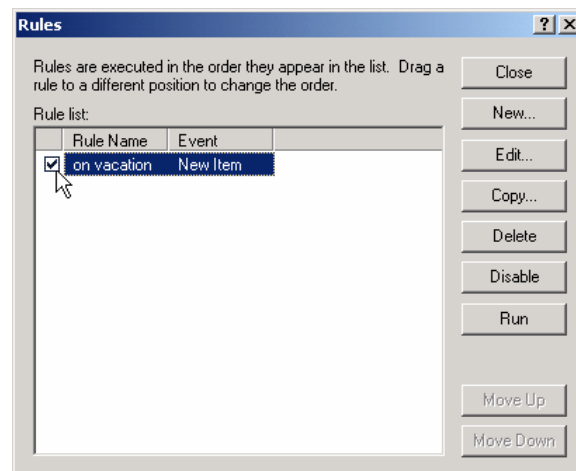 Rules
Rules are executed in the order they appear in the list. Drag a
rule to a different position to change the order.
Rule list:
Rule Name Event
on vacation New Item
Close
New...
Edit...
Copy...
Delete
Disable
Run
Move Up
Move Down